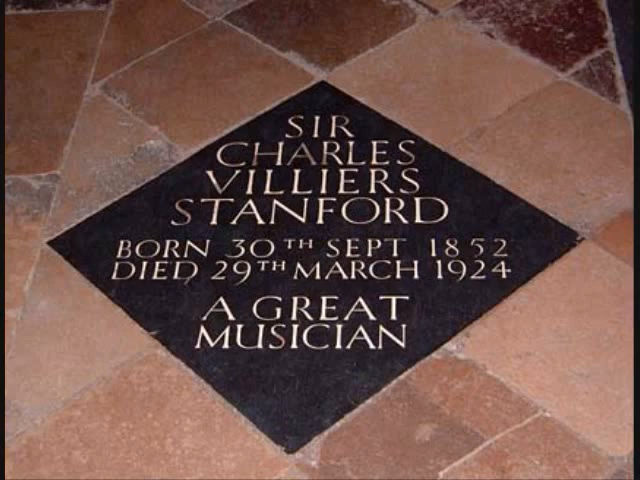 SIR
CHARLES
VILLIERS
STANFORD
BORN 30TH SEPT 1852
DIED 29TH MARCH 1924
A GREAT
MUSICIAN